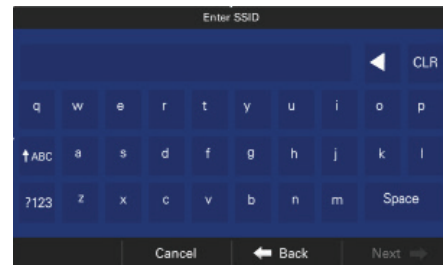 Enter SSID
CLR
q w e r t y u i o p
ABC a s d f g h j k l
?123 z x c v b n m Space
Cancel Back Next